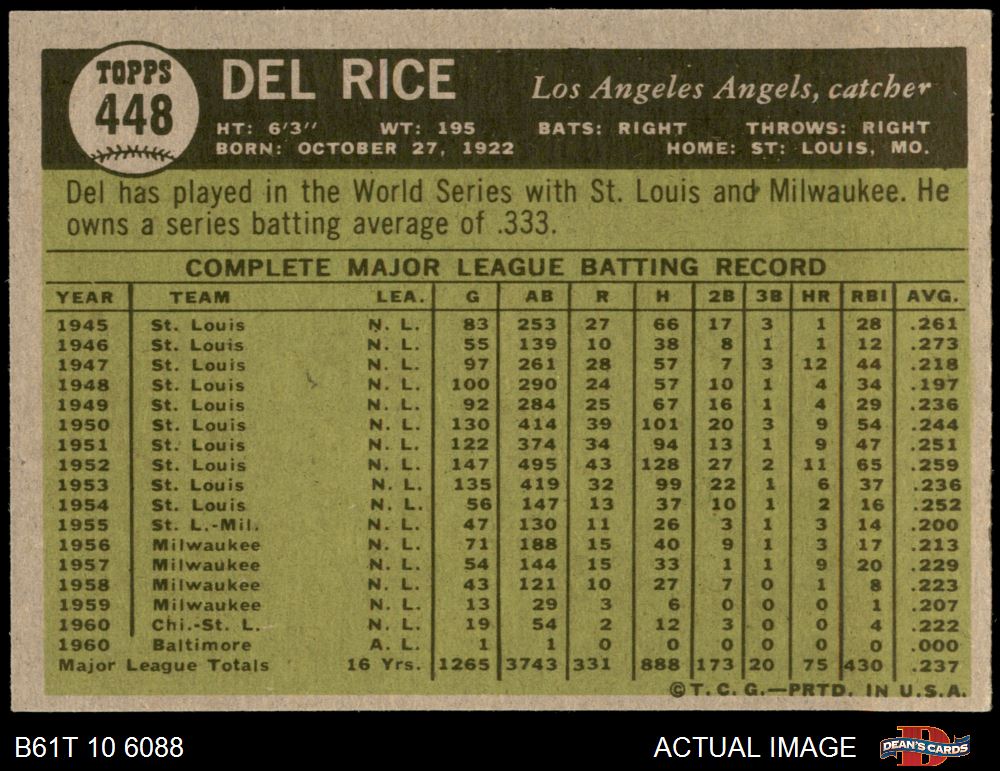 TOPPS
448
DEL RICE
Los Angeles Angels, catcher
HT: 6'3" WT: 195 BATS: RIGHT THROWS: RIGHT
BORN: OCTOBER 27, 1922 HOME: ST: LOUIS, MO.
Del has played in the World Series with St. Louis and Milwaukee. He
owns a series batting average of .333.
COMPLETE MAJOR LEAGUE BATTING RECORD
YEAR TEAM LEA. G AB R H 2B 3B HR RBI AVG.
1945 St. Louis N. L. 83 253 27 66 17 3 1 28 .261
1946 St. Louis N. L. 55 139 10 38 8 1 1 12 .273
1947 St. Louis N. L. 97 261 28 57 7 3 12 44 .218
1948 St. Louis N. L. 100 290 24 57 10 1 4 34 .197
1949 St. Louis N. L. 92 284 25 67 16 1 4 29 .236
1950 St. Louis N. L. 130 414 39 101 20 3 9 54 .244
1951 St. Louis N. L. 122 374 34 94 13 1 9 47 .251
1952 St. Louis N. L. 147 495 43 128 27 2 11 65 .259
1953 St. Louis N. L. 135 419 32 99 22 1 6 37 .236
1954 St. Louis N. L. 56 147 13 37 10 1 2 16 .252
1955 St. L.-Mil. N. L. 47 130 11 26 3 1 3 14 .200
1956 Milwaukee N. L. 71 188 15 40 9 1 3 17 .213
1957 Milwaukee N. L. 54 144 15 33 1 1 9 20 .229
1958 Milwaukee N. L. 43 121 10 27 7 0 1 8 .223
1959 Milwaukee N. L. 13 29 3 6 0 0 0 1 .207
1960 Chi.-St. L. N. L. 19 54 2 12 3 0 0 4 .222
1960 Baltimore A. L. 1 1 0 0 0 0 0 0 .000
Major League Totals 16 Yrs. 1265 3743 331 888 173 20 75 430 .237
© T. C. G.—PRTD. IN U.S.A.
B61T 10 6088 ACTUAL IMAGE DEAN'S CARDS